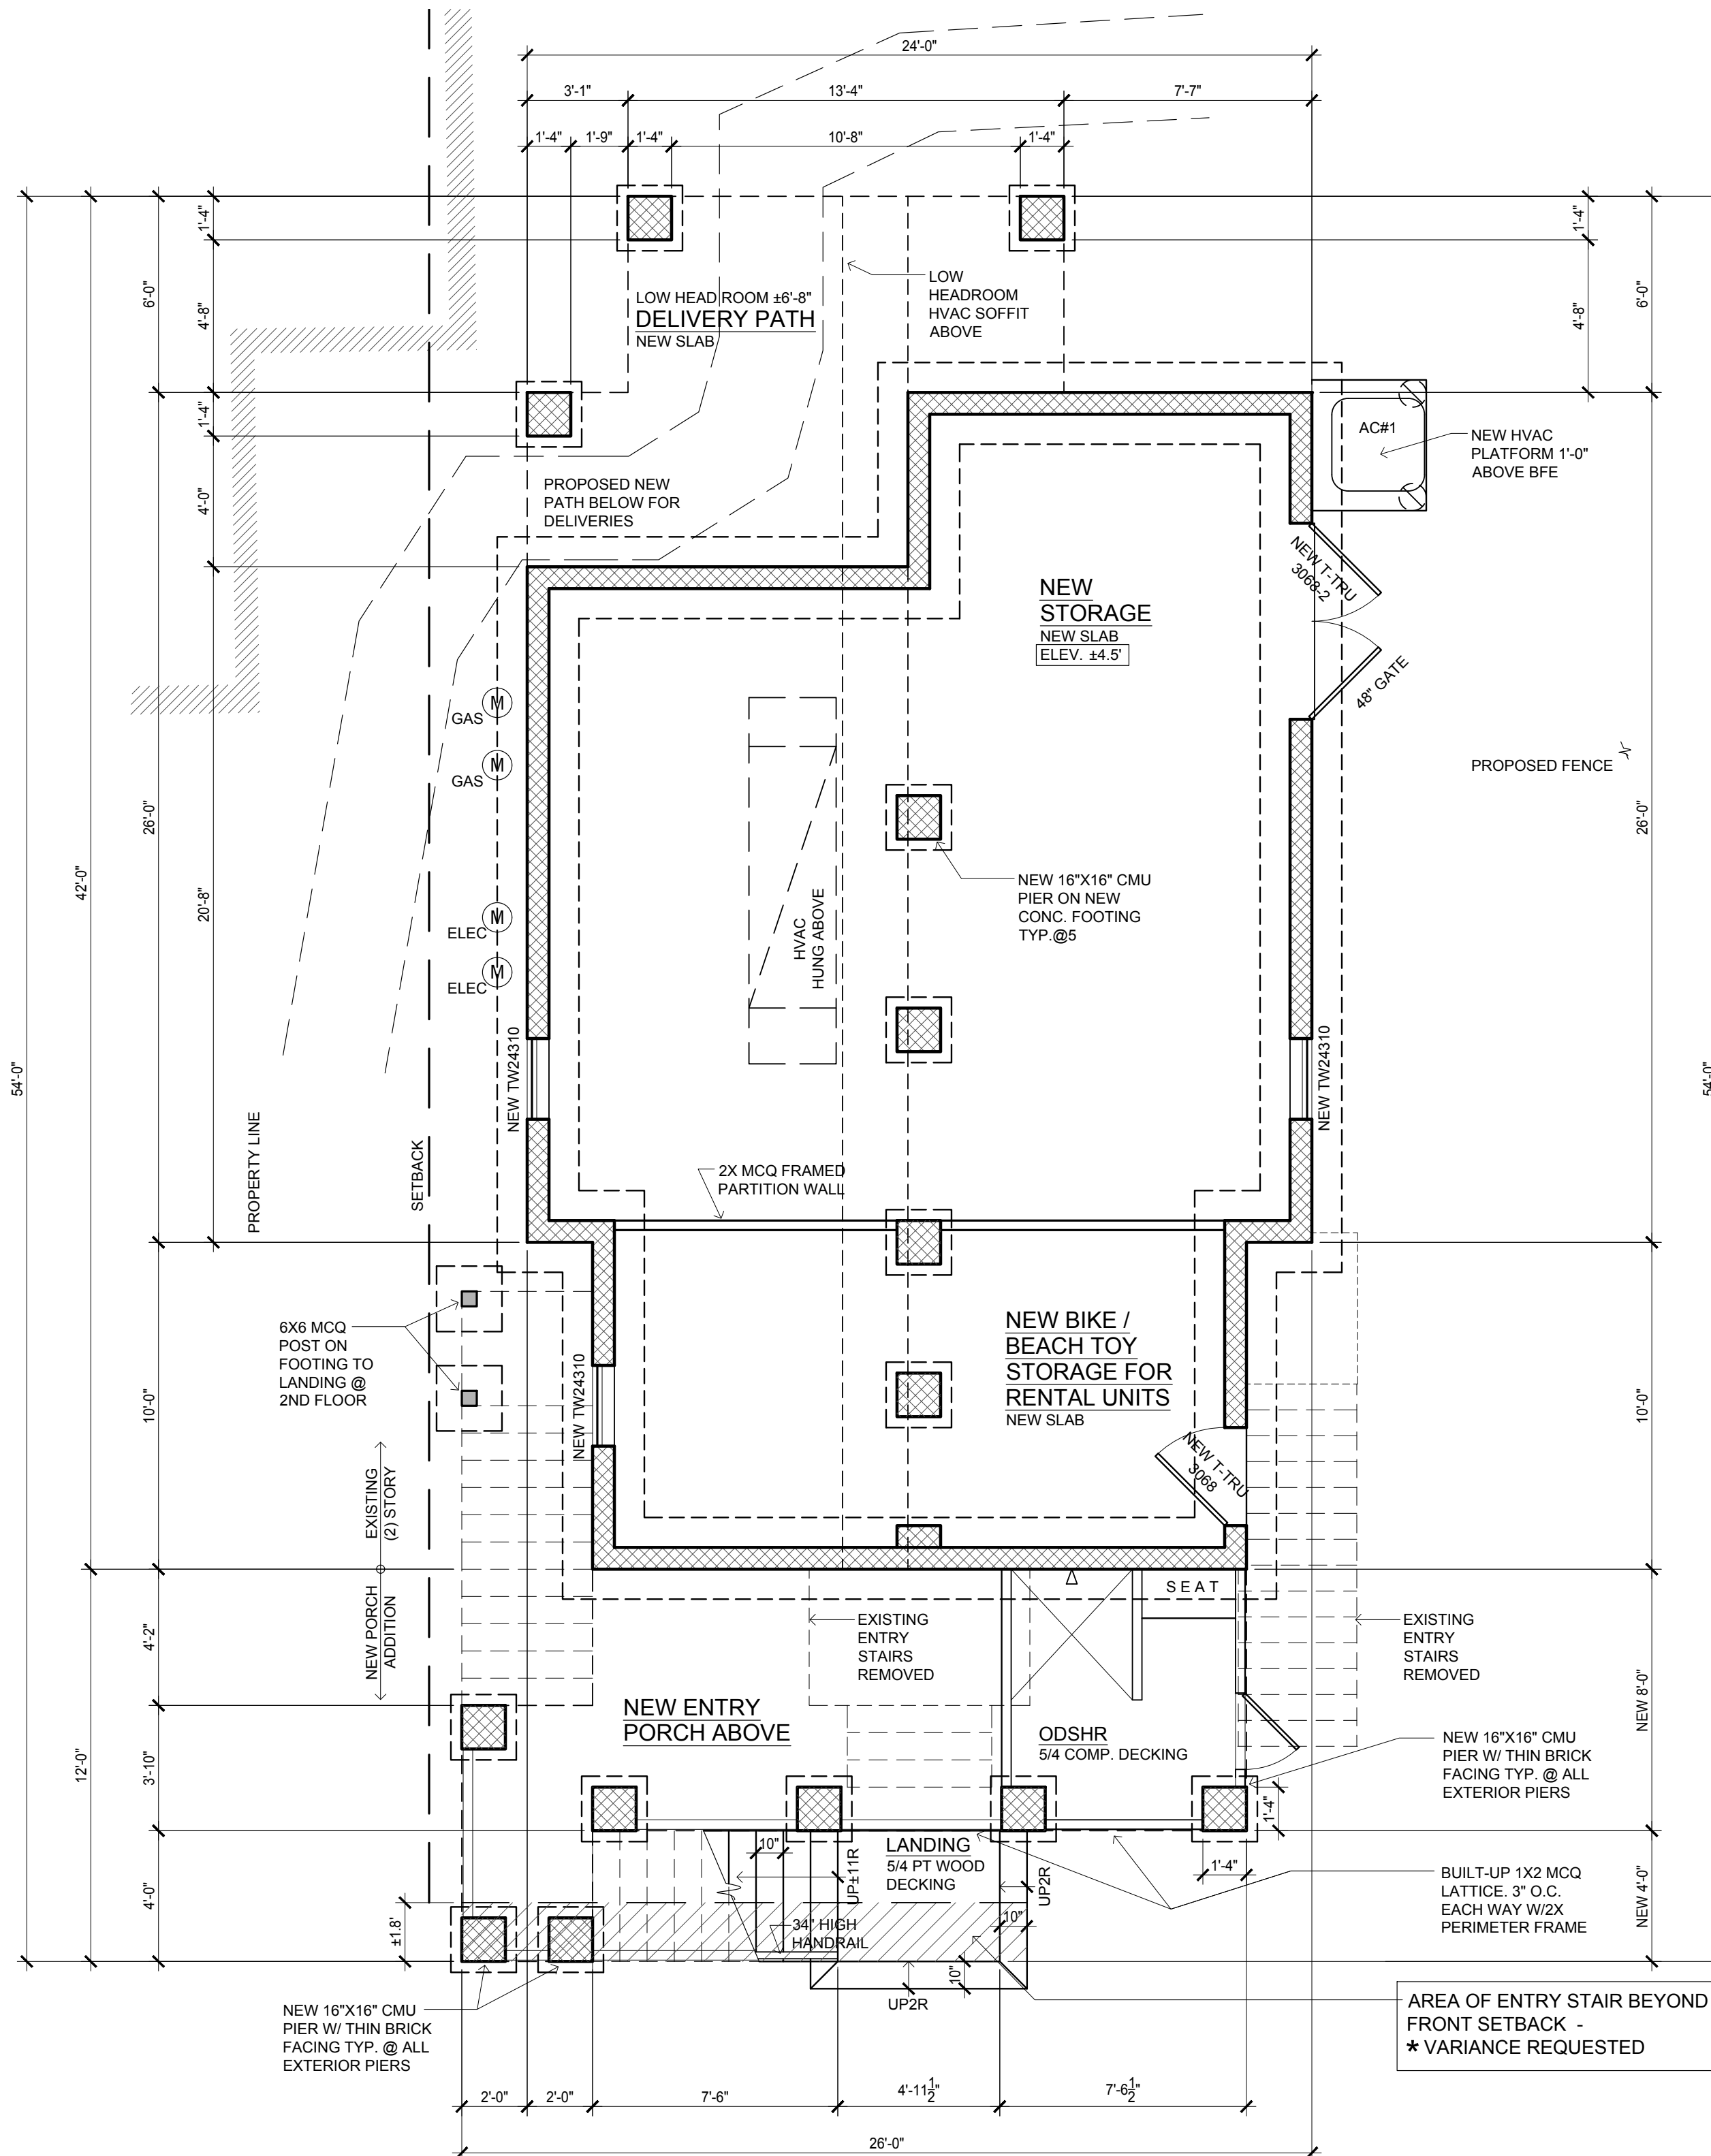 24'-0"
3'-1"
13'-4"
7'-7"
1'-4"
1'-9"
1'-4"
10'-8"
1'-4"
1'-4"
1'-4"
6'-0"
4'-8"
6'-0"
4'-8"
LOW HEAD ROOM ±6'-8"
DELIVERY PATH
NEW SLAB
LOW
HEADROOM
HVAC SOFFIT
ABOVE
1'-4"
4'-0"
AC#1
NEW HVAC
PLATFORM 1'-0"
ABOVE BFE
PROPOSED NEW
PATH BELOW FOR
DELIVERIES
NEW T-TRU
3068-2
48" GATE
NEW
STORAGE
NEW SLAB
ELEV. ±4.5'
M
GAS
M
GAS
PROPOSED FENCE
26'-0"
26'-0"
42'-0"
20'-8"
M
ELEC
M
ELEC
HVAC
HUNG ABOVE
NEW 16"X16" CMU
PIER ON NEW
CONC. FOOTING
TYP.@5
54'-0"
54'-0"
NEW TW24310
NEW TW24310
PROPERTY LINE
SETBACK
2X MCQ FRAMED
PARTITION WALL
6X6 MCQ
POST ON
FOOTING TO
LANDING @
2ND FLOOR
NEW BIKE /
BEACH TOY
STORAGE FOR
RENTAL UNITS
NEW SLAB
10'-0"
10'-0"
NEW TW24310
NEW T-TRU
3068
EXISTING
(2) STORY
NEW PORCH
ADDITION
SEAT
EXISTING
ENTRY
STAIRS
REMOVED
EXISTING
ENTRY
STAIRS
REMOVED
4'-2"
12'-0"
3'-10"
NEW 8'-0"
NEW ENTRY
PORCH ABOVE
ODSHR
5/4 COMP. DECKING
NEW 16"X16" CMU
PIER W/ THIN BRICK
FACING TYP. @ ALL
EXTERIOR PIERS
1'-4"
1'-4"
10"
UP±11R
LANDING
5/4 PT WOOD
DECKING
UP2R
BUILT-UP 1X2 MCQ
LATTICE. 3" O.C.
EACH WAY W/2X
PERIMETER FRAME
4'-0"
±1.8'
34" HIGH
HANDRAIL
10"
10"
UP2R
NEW 4'-0"
NEW 16"X16" CMU
PIER W/ THIN BRICK
FACING TYP. @ ALL
EXTERIOR PIERS
AREA OF ENTRY STAIR BEYOND
FRONT SETBACK -
* VARIANCE REQUESTED
2'-0"
2'-0"
7'-6"
4'-11 1/2"
7'-6 1/2"
26'-0"